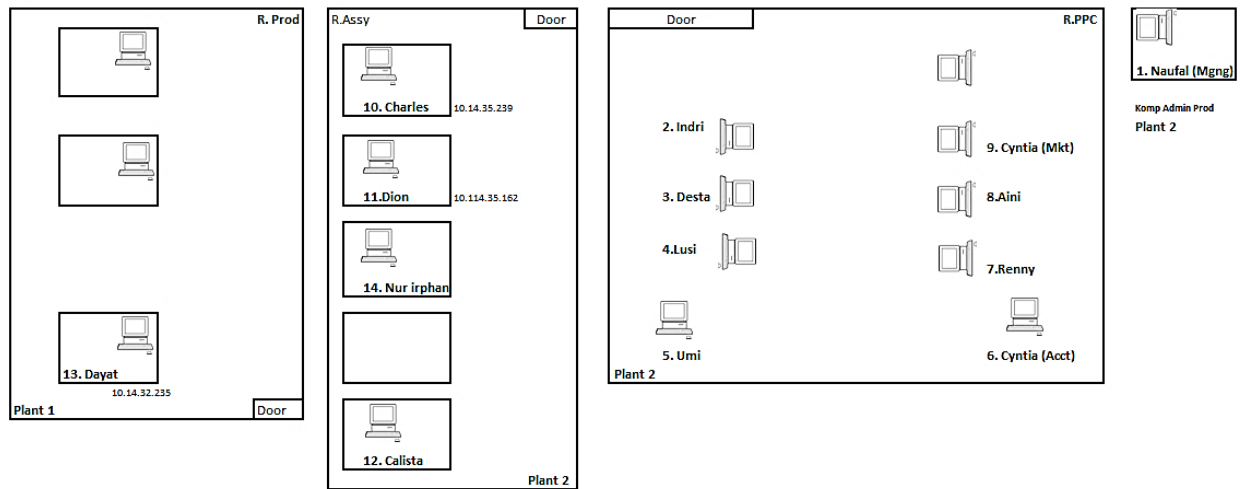 R. Prod
13. Dayat
10.14.32.235
Plant 1
Door
R.Assy
Door
10. Charles
10.14.35.239
11.Dion
10.114.35.162
14. Nur irphan
12. Calista
Plant 2
Door
R.PPC
2. Indri
3. Desta
4.Lusi
5. Umi
9. Cyntia (Mkt)
8.Aini
7.Renny
6. Cyntia (Acct)
Plant 2
1. Naufal (Mgng)
Komp Admin Prod
Plant 2